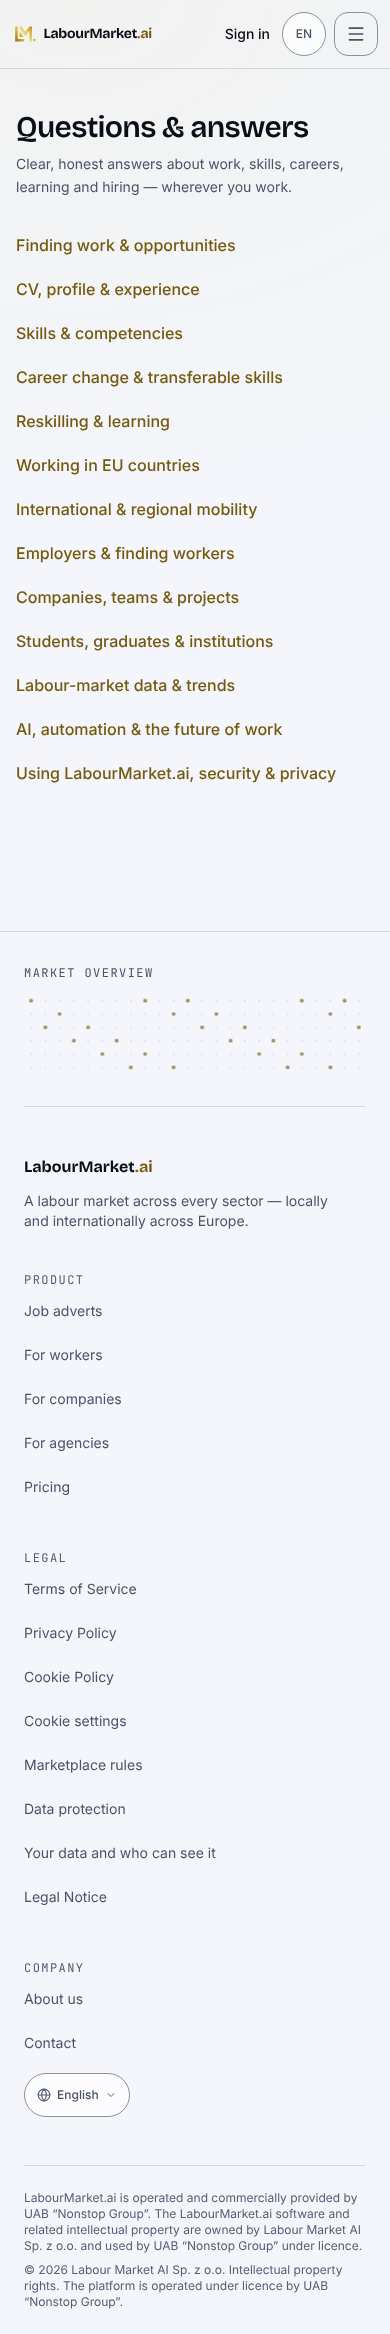 LabourMarket.ai
Sign in
EN
Questions & answers
Clear, honest answers about work, skills, careers,
learning and hiring — wherever you work.
Finding work & opportunities
CV, profile & experience
Skills & competencies
Career change & transferable skills
Reskilling & learning
Working in EU countries
International & regional mobility
Employers & finding workers
Companies, teams & projects
Students, graduates & institutions
Labour-market data & trends
AI, automation & the future of work
Using LabourMarket.ai, security & privacy
MARKET OVERVIEW
LabourMarket.ai
A labour market across every sector — locally
and internationally across Europe.
PRODUCT
Job adverts
For workers
For companies
For agencies
Pricing
LEGAL
Terms of Service
Privacy Policy
Cookie Policy
Cookie settings
Marketplace rules
Data protection
Your data and who can see it
Legal Notice
COMPANY
About us
Contact
English
LabourMarket.ai is operated and commercially provided by
UAB “Nonstop Group”. The LabourMarket.ai software and
related intellectual property are owned by Labour Market AI
Sp. z o.o. and used by UAB “Nonstop Group” under licence.
© 2026 Labour Market AI Sp. z o.o. Intellectual property
rights. The platform is operated under licence by UAB
“Nonstop Group”.